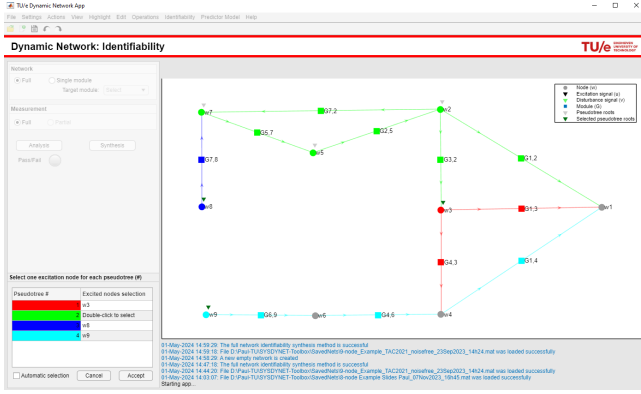 TU/e Dynamic Network App
File Settings Actions View Highlight Edit Operations Identifiability Predictor Model Help
Dynamic Network: Identifiability
TU/e EINDHOVEN UNIVERSITY OF TECHNOLOGY
Network
Full Single module
Target module: Select
Measurement
Full Partial
Analysis Synthesis
Pass/Fail
Node (w)
Excitation signal (u)
Disturbance signal (v)
Module (G)
Pseudotree roots
Selected pseudotree roots
w7 G7,2 w2
G5,7 G2,5
w5
G7,8 G3,2 G1,2
w8 w3 G1,3 w1
G4,3 G1,4
w9 G6,9 w6 G4,6 w4
Select one excitation node for each pseudotree (#)
Pseudotree # Excited nodes selection
1 w3
2 Double-click to select
3 w8
4 w9
Automatic selection Cancel Accept
01-May-2024 14:59:29: The full network identifiability synthesis method is successful
01-May-2024 14:59:18: File D:\Paul-TU\SYSDYNET-Toolbox\SavedNets\9-node_Example_TAC2021_noisefree_23Sep2023_14h24.mat was loaded successfully
01-May-2024 14:58:29: A new empty network is created
01-May-2024 14:47:18: The full network identifiability synthesis method is successful
01-May-2024 14:44:20: File D:\Paul-TU\SYSDYNET-Toolbox\SavedNets\9-node_Example_TAC2021_noisefree_23Sep2023_14h24.mat was loaded successfully
01-May-2024 14:03:07: File D:\Paul-TU\SYSDYNET-Toolbox\SavedNets\9-node Example Slides Paul_07Nov2023_16h45.mat was loaded successfully
Starting app...